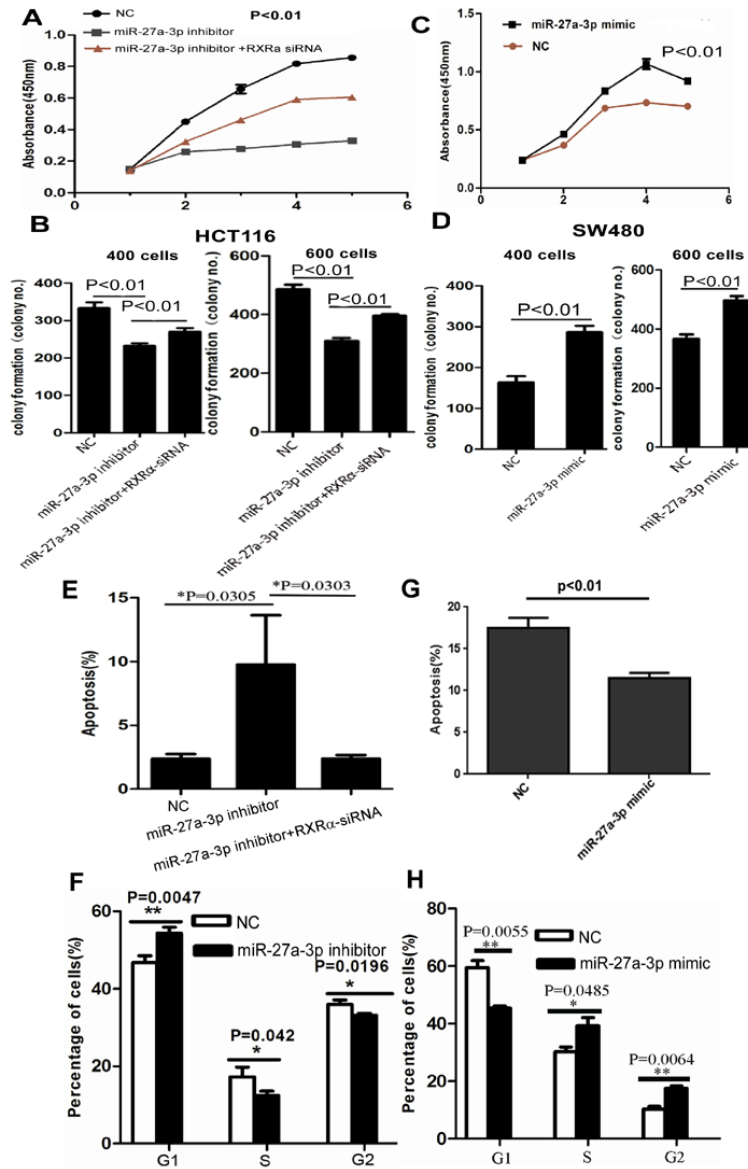 A
NC
P<0.01
miR-27a-3p inhibitor
miR-27a-3p inhibitor +RXRa siRNA
Absorbance(450nm)
1.0
0.8
0.6
0.4
0.2
0.0
0 2 4 6
C
miR-27a-3p mimic
NC
P<0.01
Absorbance(450nm)
1.5
1.0
0.5
0.0
0 2 4 6
B
HCT116
400 cells
P<0.01
P<0.01
colony formation (colony no.)
400
300
200
100
0
NC
miR-27a-3p inhibitor
miR-27a-3p inhibitor+RXRα-siRNA
600 cells
P<0.01
P<0.01
colony formation (colony no.)
600
400
200
0
NC
miR-27a-3p inhibitor
miR-27a-3p inhibitor+RXRα-siRNA
D
SW480
400 cells
P<0.01
colony formation (colony no.)
400
300
200
100
0
NC
miR-27a-3p mimic
600 cells
P<0.01
colony formation (colony no.)
600
400
200
0
NC
miR-27a-3p mimic
E
*P=0.0305
*P=0.0303
Apoptosis(%)
15
10
5
0
NC
miR-27a-3p inhibitor
miR-27a-3p inhibitor+RXRα-siRNA
G
p<0.01
Apoptosis(%)
20
15
10
5
0
NC
miR-27a-3p mimic
F
P=0.0047
**
NC
miR-27a-3p inhibitor
P=0.0196
*
P=0.042
*
Percentage of cells(%)
60
40
20
0
G1 S G2
H
P=0.0055
**
NC
miR-27a-3p mimic
P=0.0485
*
P=0.0064
**
Percentage of cells(%)
80
60
40
20
0
G1 S G2